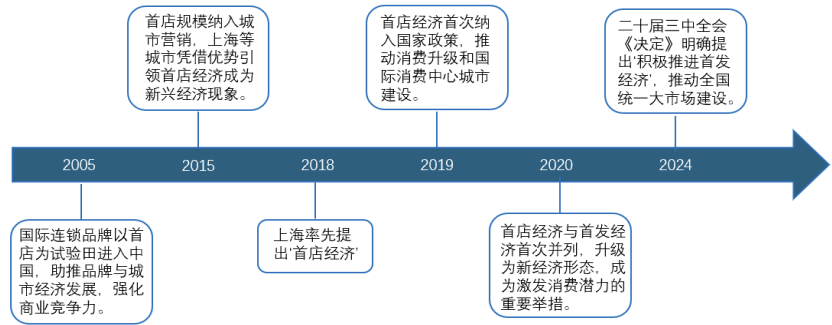 首店规模纳入城
市营销，上海等
城市凭借优势引
领首店经济成为
新兴经济现象。
首店经济首次纳
入国家政策，推
动消费升级和国
际消费中心城市
建设。
二十届三中全会
《决定》明确提
出‘积极推进首发
经济’，推动全国
统一大市场建设。
2005
2015
2018
2019
2020
2024
国际连锁品牌以首
店为试验田进入中
国，助推品牌与城
市经济发展，强化
商业竞争力。
上海率先提
出‘首店经济’
首店经济与首发经
济首次并列，升级
为新经济形态，成
为激发消费潜力的
重要举措。